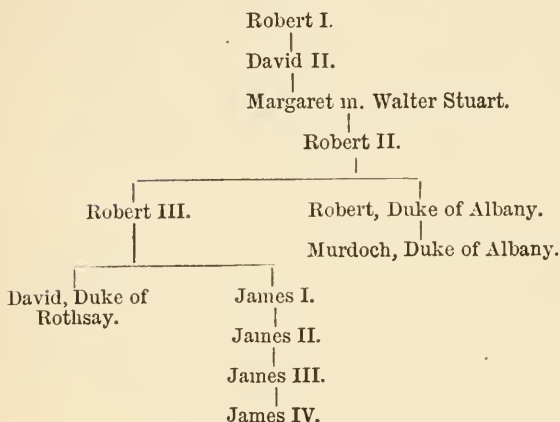 Robert I.
David II.
Margaret m. Walter Stuart.
Robert II.
Robert III.
Robert, Duke of Albany.
Murdoch, Duke of Albany.
David, Duke of
Rothsay.
James I.
James II.
James III.
James IV.